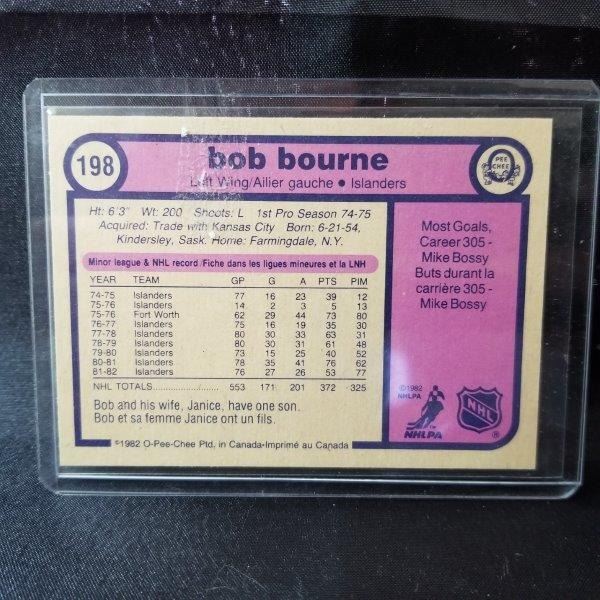 198
bob bourne
PEE
CHEE
Left Wing/Ailier gauche ● Islanders
Ht: 6'3" Wt: 200 Shoots: L 1st Pro Season 74-75
Acquired: Trade with Kansas City Born: 6-21-54,
Kindersley, Sask. Home: Farmingdale, N.Y.
Minor league & NHL record/Fiche dans les ligues mineures et la LNH
YEAR TEAM GP G A PTS PIM
74-75 Islanders 77 16 23 39 12
75-76 Islanders 14 2 3 5 13
75-76 Fort Worth 62 29 44 73 80
76-77 Islanders 75 16 19 35 30
77-78 Islanders 80 30 33 63 31
78-79 Islanders 80 30 31 61 48
79-80 Islanders 73 15 25 40 52
80-81 Islanders 78 35 41 76 62
81-82 Islanders 76 27 26 53 77
NHL TOTALS 553 171 201 372 325
Bob and his wife, Janice, have one son.
Bob et sa femme Janice ont un fils.
©1982 O-Pee-Chee Ptd. in Canada-Imprimé au Canada
Most Goals,
Career 305 -
Mike Bossy
Buts durant la
carrière 305 -
Mike Bossy
©1982
NHLPA
NHLPA
NHL